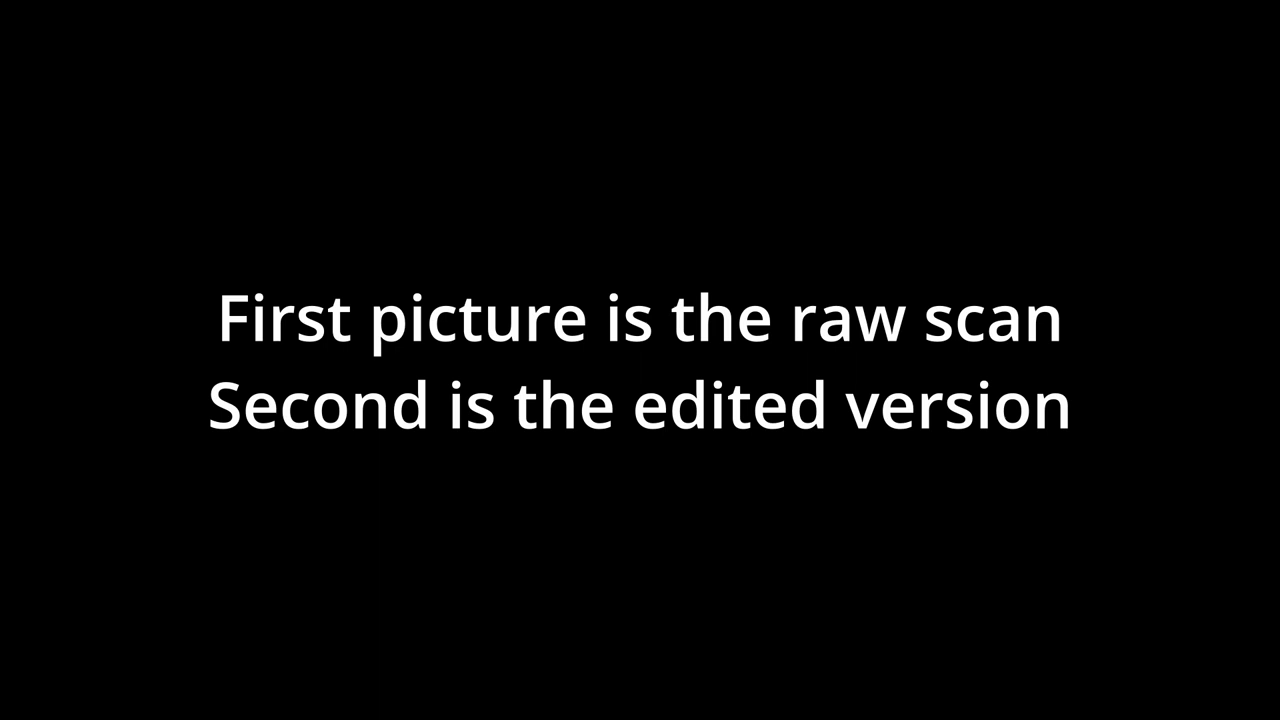 First picture is the raw scan
Second is the edited version